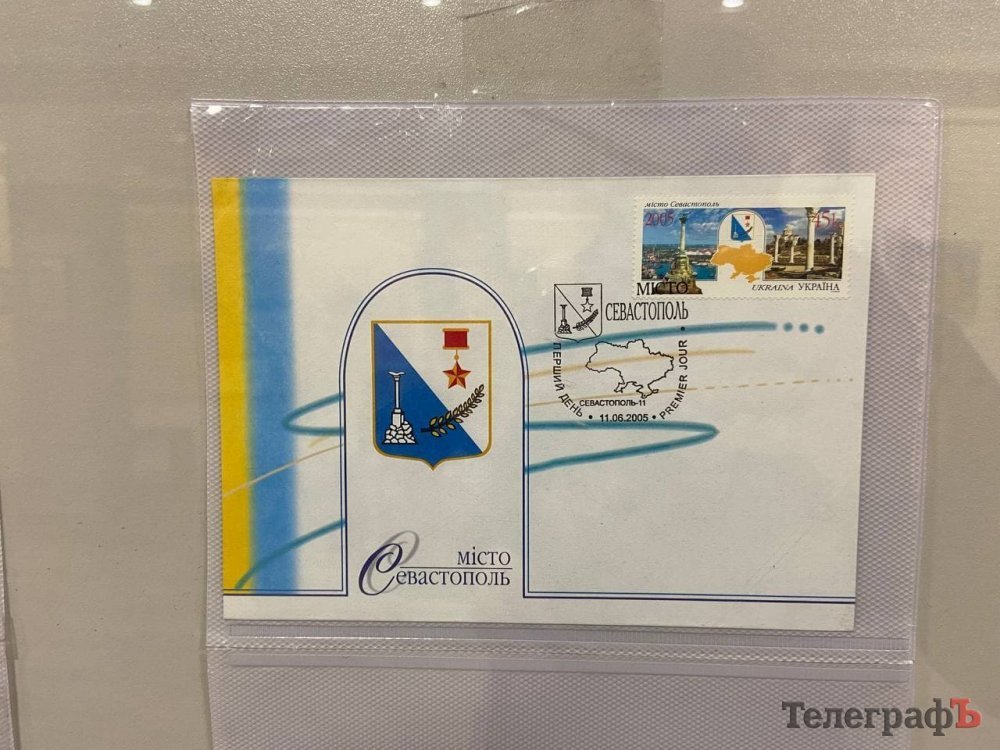 місто Севастополь
2005
45к
UKRAINA УКРАЇНА
МІСТО
СЕВАСТОПОЛЬ
ПЕРШИЙ ДЕНЬ
PREMIER JOUR
СЕВАСТОПОЛЬ-11
11.06.2005
МІСТО
СЕВАСТОПОЛЬ
ТелеграфЪ